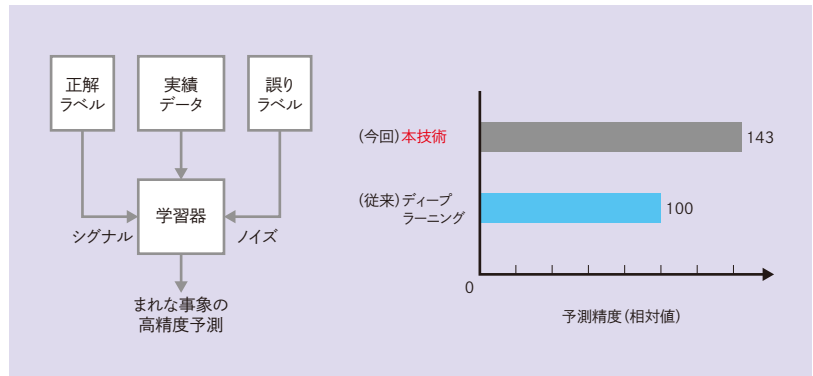 正解
ラベル
実績
データ
誤り
ラベル
学習器
シグナル
ノイズ
まれな事象の
高精度予測
(今回)本技術
143
(従来)ディープ
ラーニング
100
0
予測精度(相対値)